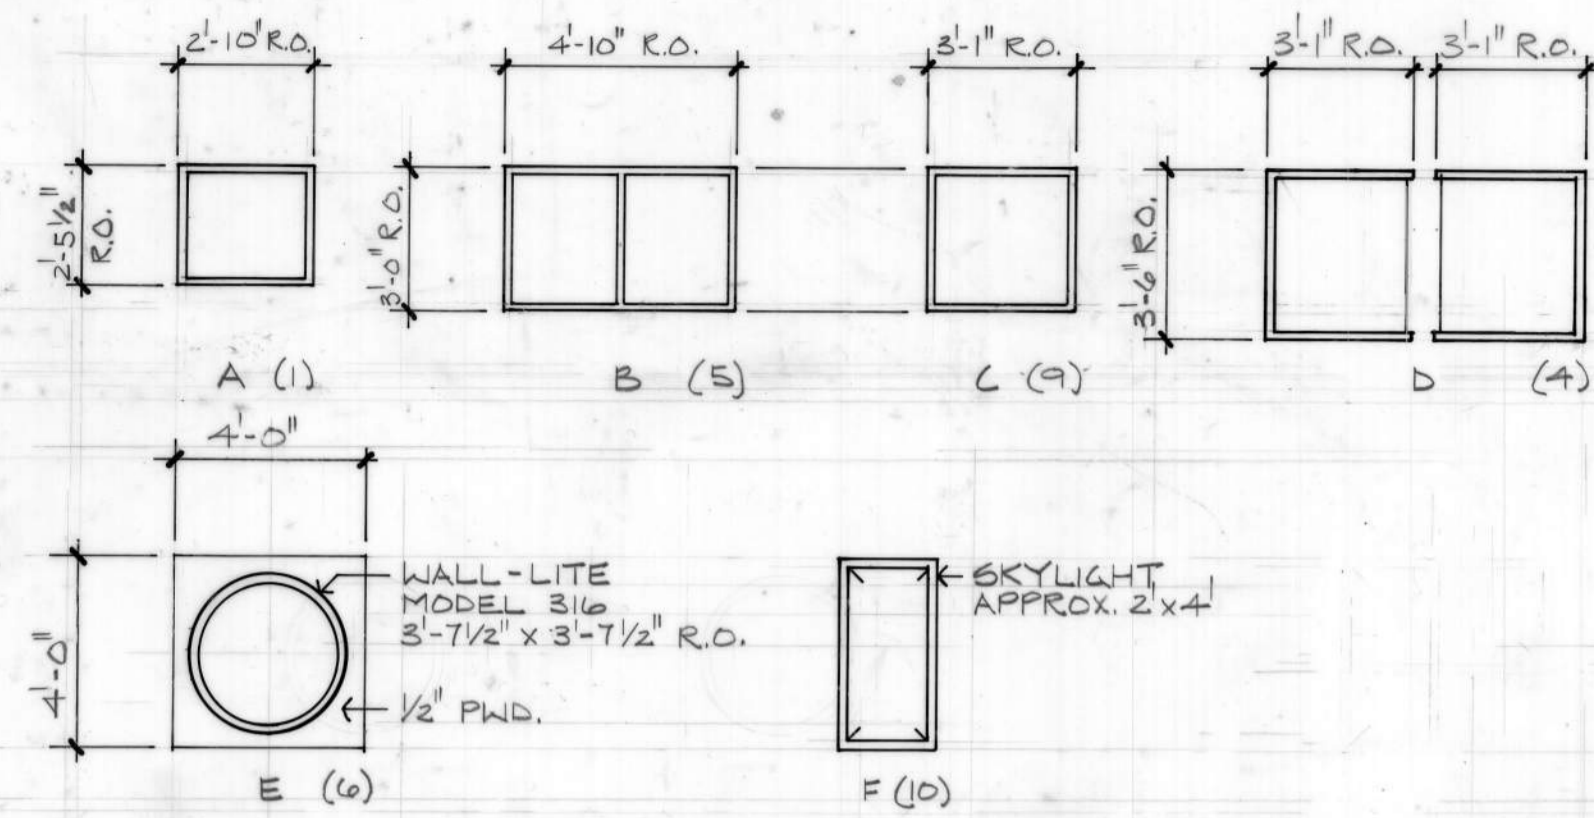 2'-10" R.O.
4'-10" R.O.
3'-1" R.O.
3'-1" R.O.
3'-1" R.O.
2'-5 1/2"
R.O.
3'-0" R.O.
3'-6" R.O.
A (1)
B (5)
C (9)
D (4)
4'-0"
4'-0"
WALL-LITE
MODEL 316
3'-7 1/2" X 3'-7 1/2" R.O.
1/2" PWD.
SKYLIGHT
APPROX. 2'x4'
E (6)
F (10)